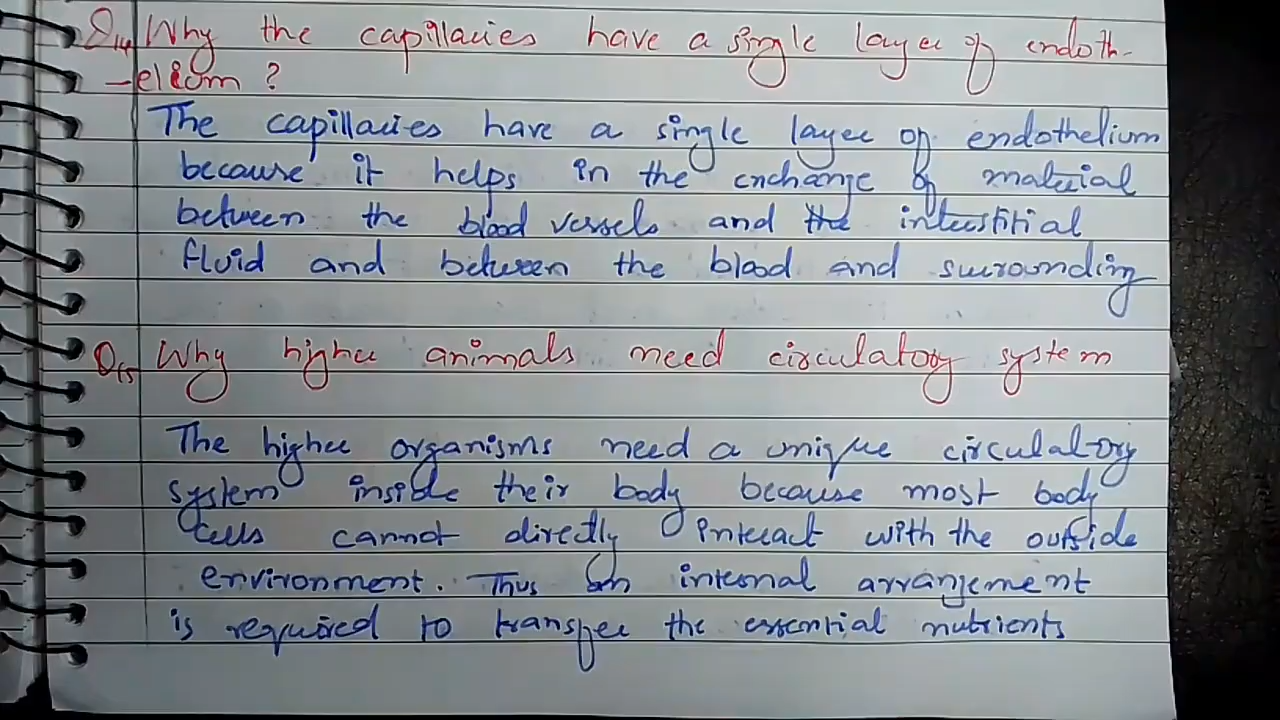 Q14 Why the capillaries have a single layer of endoth-
-eliom ?
The capillaries have a single layer of endothelium
because it helps in the exchange of material
between the blood vessels and the interstitial
fluid and between the blood and surrounding
Q15 Why higher animals need circulatory system
The higher organisms need a unique circulatory
system inside their body because most body
cells cannot directly interact with the outside
environment. Thus an internal arrangement
is required to transfer the essential nutrients